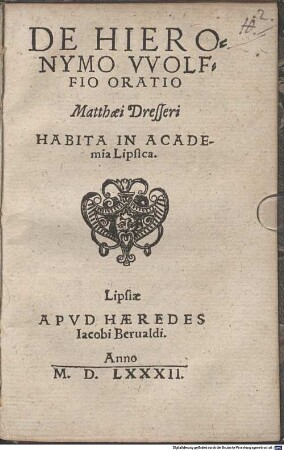 DE HIERO-
NYMO VVOLF-
FIO ORATIO
Matthæi Dresseri
HABITA IN ACADE-
mia Lipsica.
Lipsiæ
APVD HÆREDES
Iacobi Berualdi.
Anno
M. D. LXXXII.